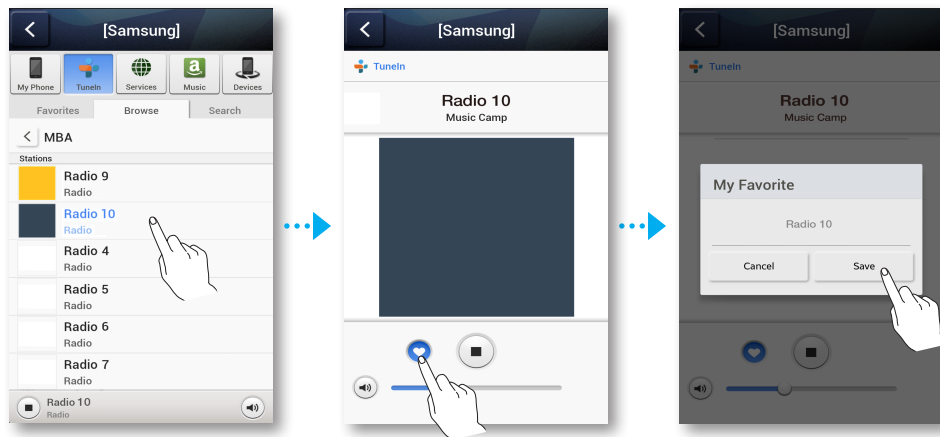 [Samsung]
My Phone
TuneIn
Services
a
Music
Devices
Favorites
Browse
Search
MBA
Stations
Radio 9
Radio
Radio 10
Radio
Radio 4
Radio
Radio 5
Radio
Radio 6
Radio
Radio 7
Radio
Radio 10
Radio
[Samsung]
TuneIn
Radio 10
Music Camp
[Samsung]
TuneIn
Radio 10
Music Camp
My Favorite
Radio 10
Cancel
Save